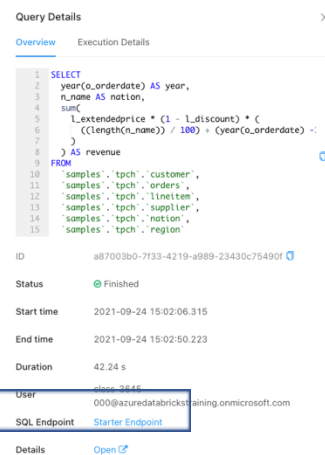 Query Details
Overview Execution Details
1 SELECT
2 year(o_orderdate) AS year,
3 n_name AS nation,
4 sum(
5 l_extendedprice * (1 - l_discount) * (
6 ((length(n_name)) / 100) + (year(o_orderdate) -
7 )
8 ) AS revenue
9 FROM
10 `samples`.`tpch`.`customer`,
11 `samples`.`tpch`.`orders`,
12 `samples`.`tpch`.`lineitem`,
13 `samples`.`tpch`.`supplier`,
14 `samples`.`tpch`.`nation`,
15 `samples`.`tpch`.`region`
ID a87003b0-7f33-4219-a989-23430c75490f
Status Finished
Start time 2021-09-24 15:02:06.315
End time 2021-09-24 15:02:50.223
Duration 42.24 s
User class-3645-
000@azuredatabrickstraining.onmicrosoft.com
SQL Endpoint Starter Endpoint
Details Open